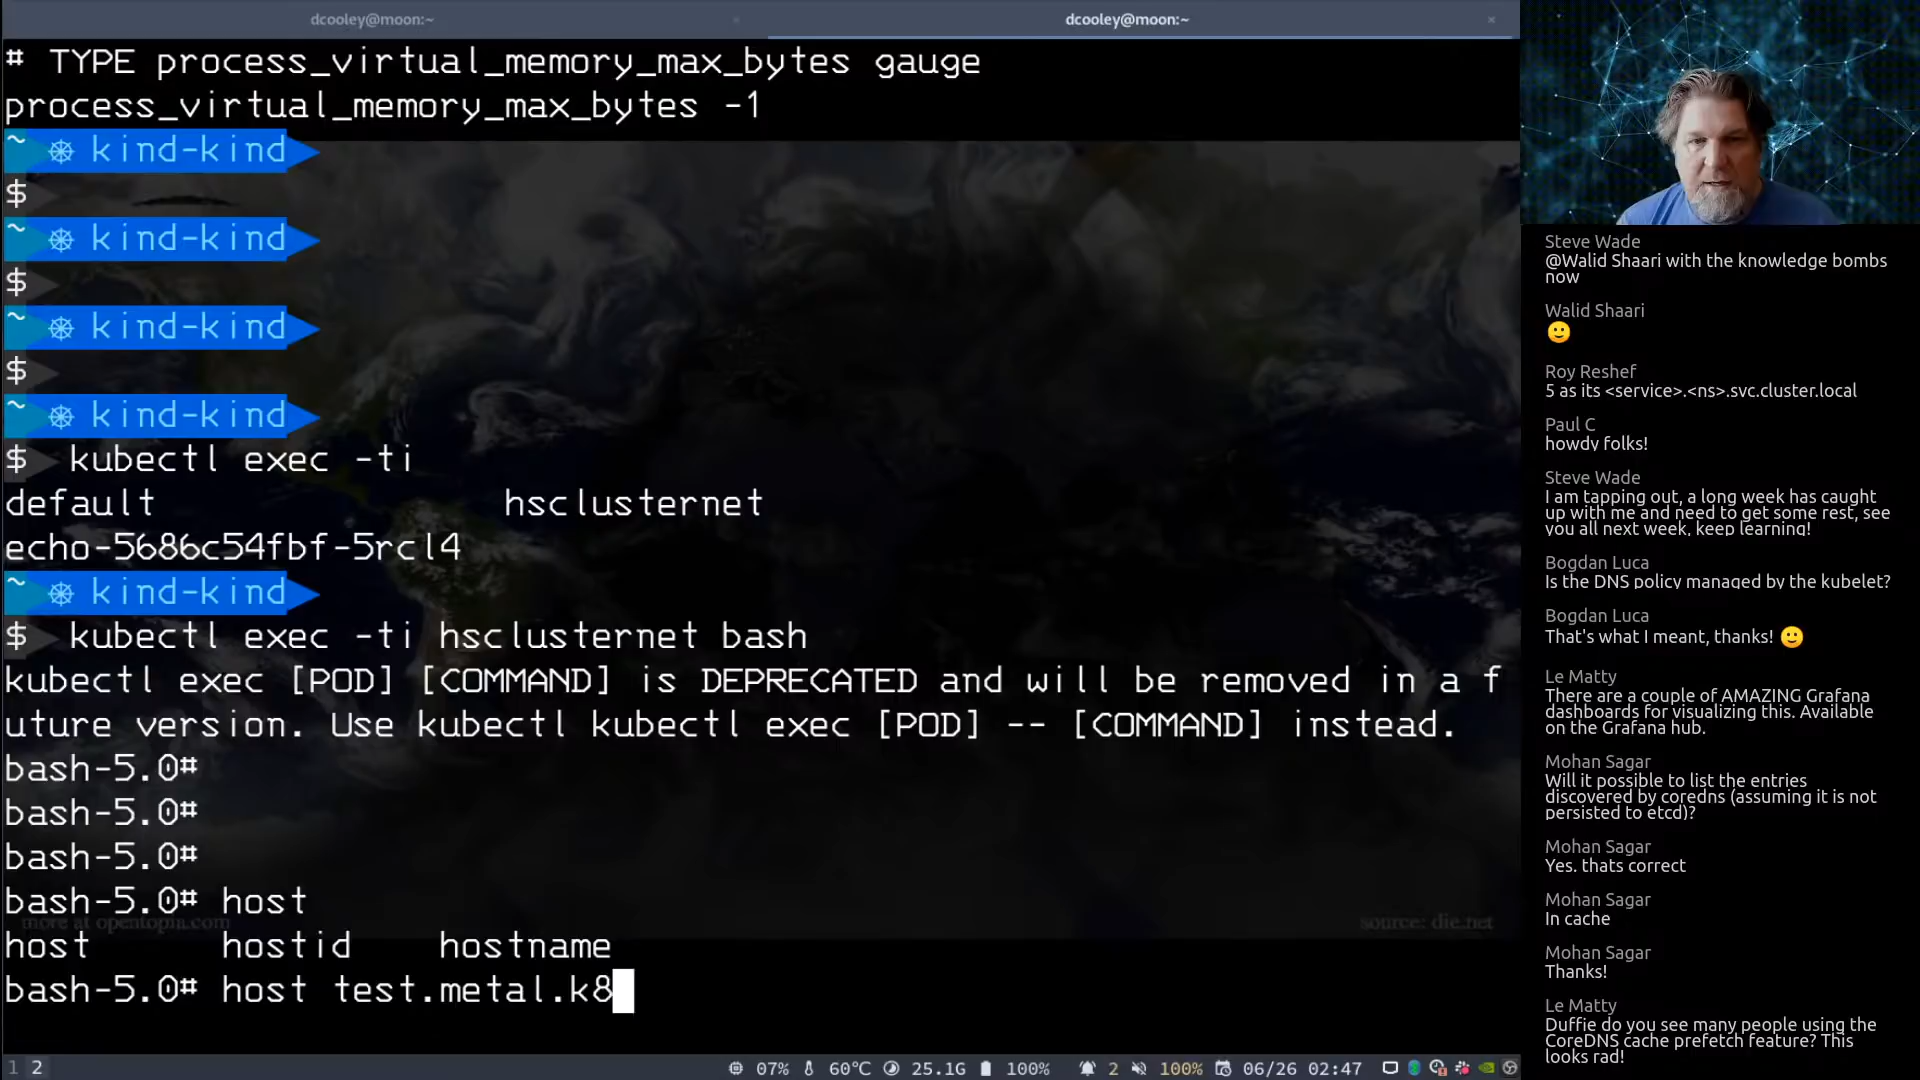 dcooley@moon:~
dcooley@moon:~
# TYPE process_virtual_memory_max_bytes gauge
process_virtual_memory_max_bytes -1
~ ⎈ kind-kind
$
~ ⎈ kind-kind
$
~ ⎈ kind-kind
$
~ ⎈ kind-kind
$ kubectl exec -ti
default hsclusternet
echo-5686c54fbf-5rcl4
~ ⎈ kind-kind
$ kubectl exec -ti hsclusternet bash
kubectl exec [POD] [COMMAND] is DEPRECATED and will be removed in a f
uture version. Use kubectl kubectl exec [POD] -- [COMMAND] instead.
bash-5.0#
bash-5.0#
bash-5.0#
bash-5.0# host
more at opentopia.com
source: die.net
host hostid hostname
bash-5.0# host test.metal.k8
1 2
07% 60℃ 25.1G 100% 2 100% 06/26 02:47
Steve Wade
@Walid Shaari with the knowledge bombs
now
Walid Shaari
🙂
Roy Reshef
5 as its <service>.<ns>.svc.cluster.local
Paul C
howdy folks!
Steve Wade
I am tapping out, a long week has caught
up with me and need to get some rest, see
you all next week, keep learning!
Bogdan Luca
Is the DNS policy managed by the kubelet?
Bogdan Luca
That's what I meant, thanks! 🙂
Le Matty
There are a couple of AMAZING Grafana
dashboards for visualizing this. Available
on the Grafana hub.
Mohan Sagar
Will it possible to list the entries
discovered by coredns (assuming it is not
persisted to etcd)?
Mohan Sagar
Yes. thats correct
Mohan Sagar
In cache
Mohan Sagar
Thanks!
Le Matty
Duffie do you see many people using the
CoreDNS cache prefetch feature? This
looks rad!